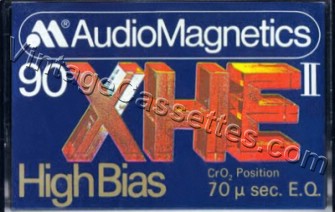 AudioMagnetics
90 XHE II
High Bias
CrO₂ Position
70 µ sec. E.Q.
Vintagecassettes.com